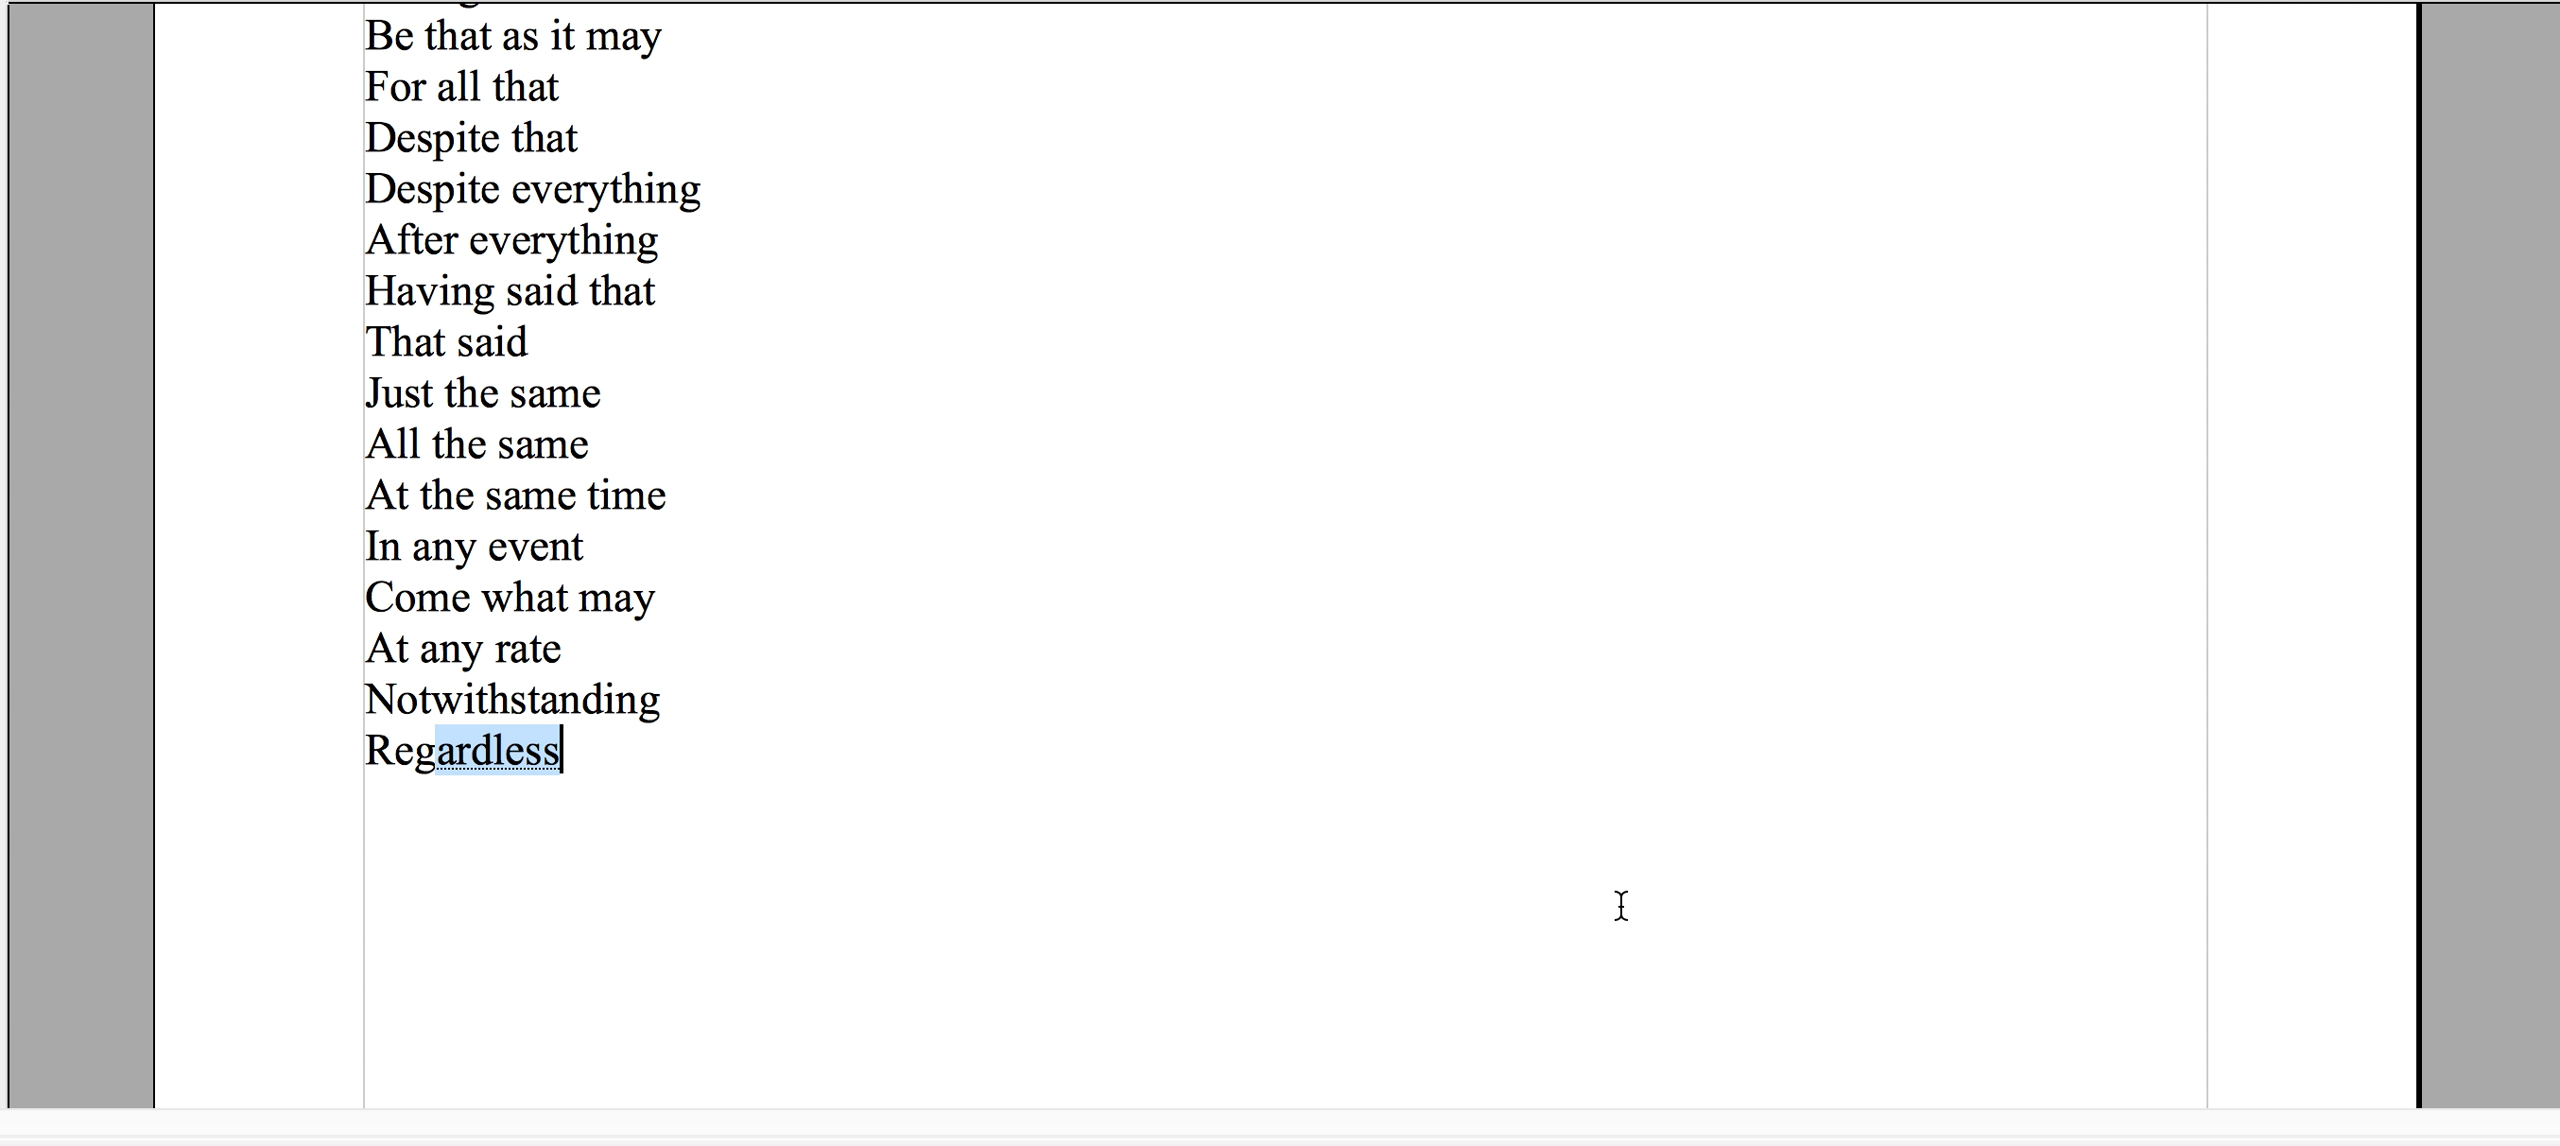 Be that as it may
For all that
Despite that
Despite everything
After everything
Having said that
That said
Just the same
All the same
At the same time
In any event
Come what may
At any rate
Notwithstanding
Regardless